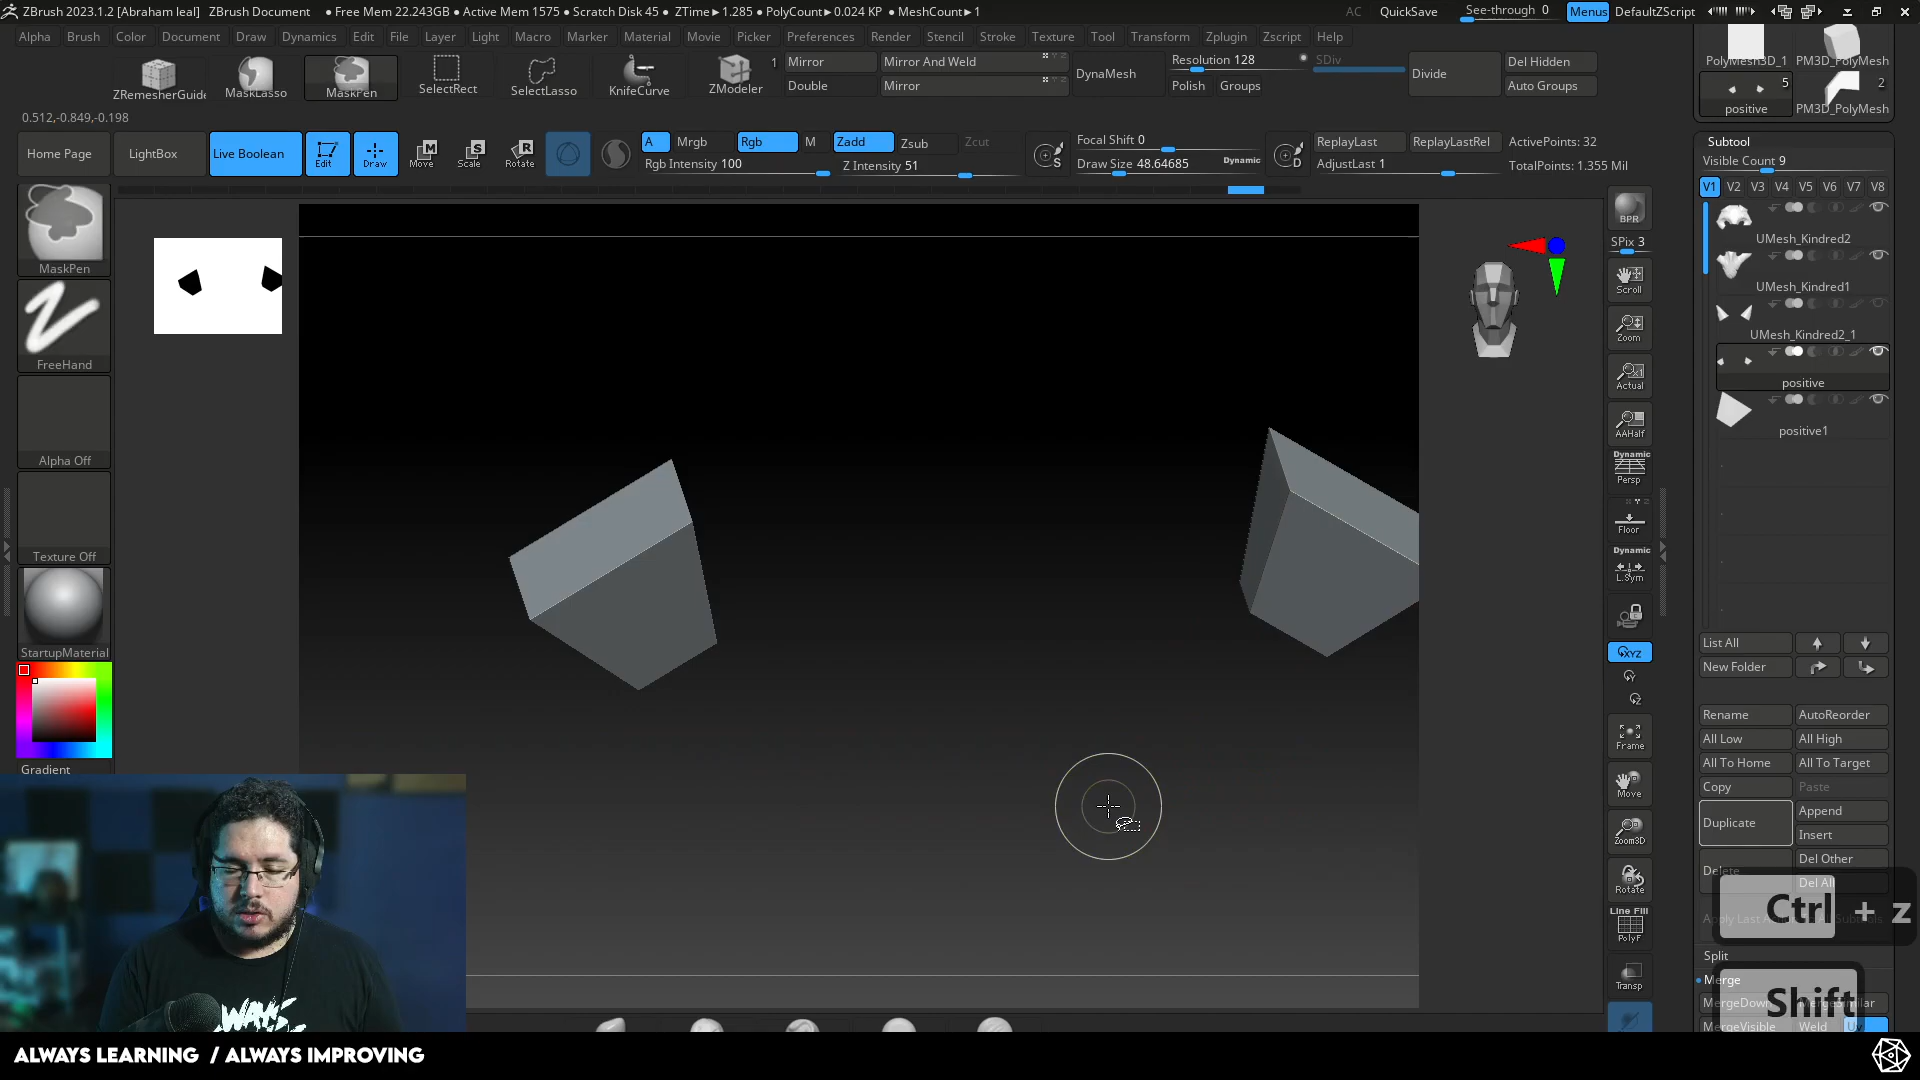 ZBrush 2023.1.2 [Abraham leal]   ZBrush Document   ● Free Mem 22.243GB ● Active Mem 1575 ● Scratch Disk 45 ● ZTime►1.285 ● PolyCount►0.024 KP ● MeshCount►1   AC   QuickSave   See-through 0   Menus   DefaultZScript
Alpha Brush Color Document Draw Dynamics Edit File Layer Light Macro Marker Material Movie Picker Preferences Render Stencil Stroke Texture Tool Transform Zplugin Zscript Help
ZRemesherGuide MaskLasso MaskPen SelectRect SelectLasso KnifeCurve ZModeler 1
Mirror Mirror And Weld
Double Mirror
DynaMesh
Resolution 128
Polish Groups
SDiv
Divide
Del Hidden
Auto Groups
PolyMesh3D_1 PM3D_PolyMesh
5 2
positive PM3D_PolyMesh
0.512,-0.849,-0.198
Home Page LightBox Live Boolean Edit Draw Move Scale Rotate
M S R
A Mrgb Rgb M Zadd Zsub Zcut
Rgb Intensity 100 Z Intensity 51
S
Focal Shift 0
Draw Size 48.64685 Dynamic
D
ReplayLast ReplayLastRel
AdjustLast 1
ActivePoints: 32
TotalPoints: 1.355 Mil
MaskPen
FreeHand
Alpha Off
Texture Off
StartupMaterial
Gradient
BPR
SPix 3
Scroll
Zoom
Actual
AAHalf
Dynamic
Persp
Floor
Dynamic
L.Sym
XYZ
Y
Z
Frame
Move
Zoom3D
Rotate
Line Fill
PolyF
Transp
Subtool
Visible Count 9
V1 V2 V3 V4 V5 V6 V7 V8
UMesh_Kindred2
UMesh_Kindred1
UMesh_Kindred2_1
positive
positive1
List All
New Folder
Rename AutoReorder
All Low All High
All To Home All To Target
Copy Paste
Duplicate Append
Insert
Delete Del Other
Del All
Ctrl + z
Split
Merge
Shift
MergeDown MergeSimilar
MergeVisible Weld Uv
ALWAYS LEARNING / ALWAYS IMPROVING